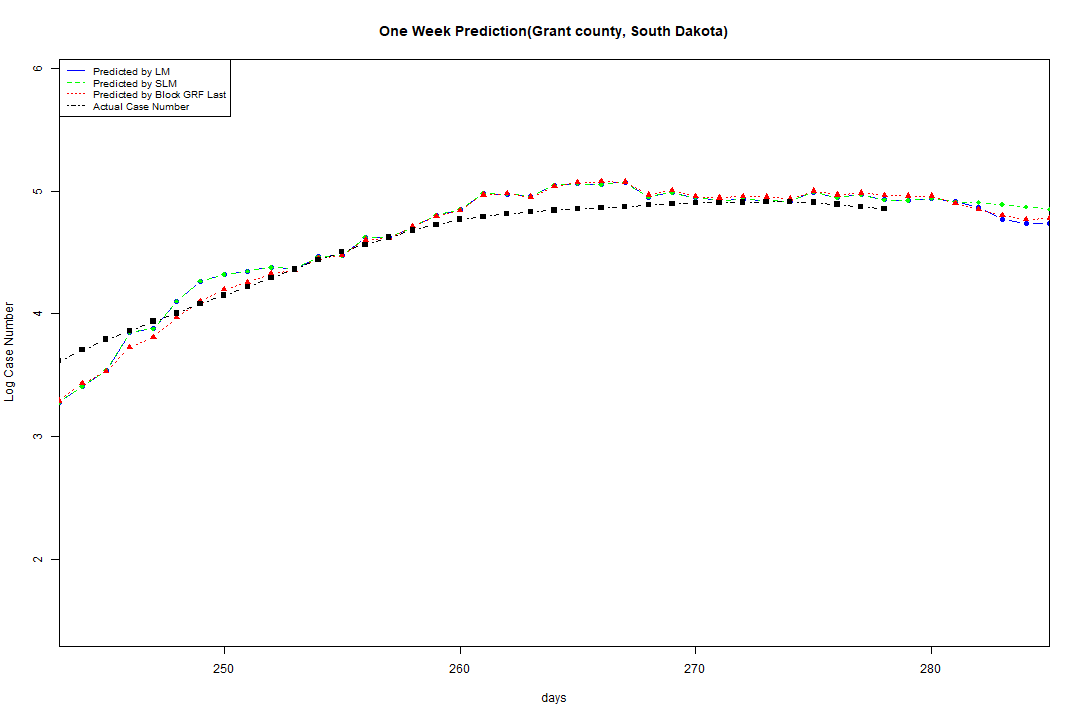 One Week Prediction(Grant county, South Dakota)
Predicted by LM
Predicted by SLM
Predicted by Block GRF Last
Actual Case Number
6
5
4
3
2
Log Case Number
250 260 270 280
days